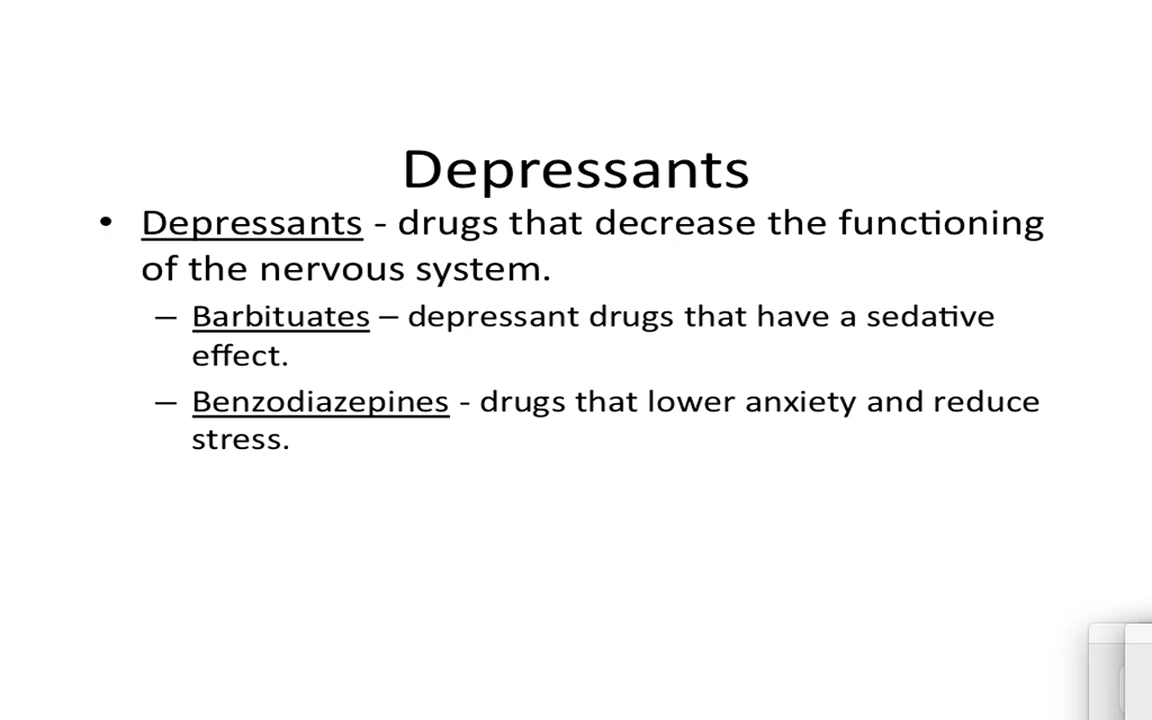 Depressants
• Depressants - drugs that decrease the functioning
of the nervous system.
– Barbituates – depressant drugs that have a sedative
effect.
– Benzodiazepines - drugs that lower anxiety and reduce
stress.